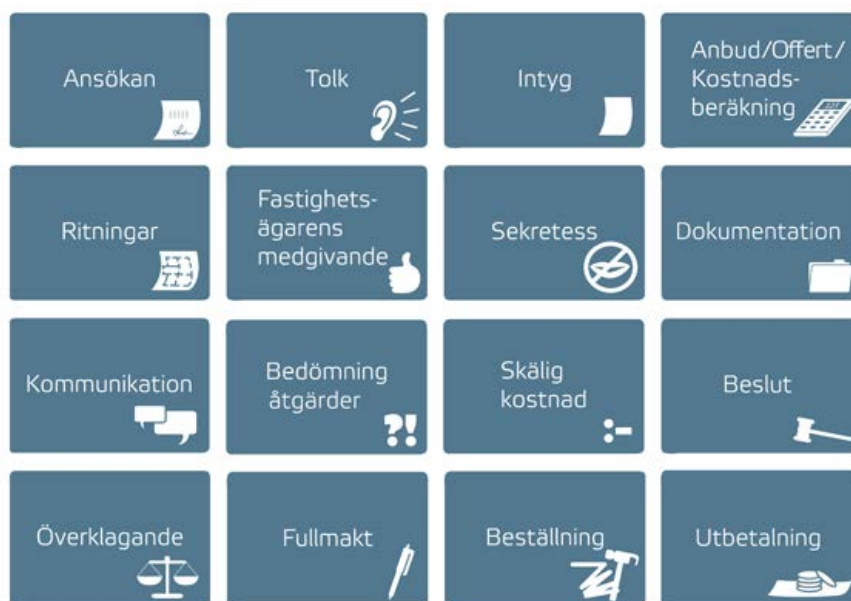 Ansökan
Tolk
Intyg
Anbud/Offert/
Kostnads-
beräkning
Ritningar
Fastighets-
ägarens
medgivande
Sekretess
Dokumentation
Kommunikation
Bedömning
åtgärder
?!
Skälig
kostnad
:-
Beslut
Överklagande
Fullmakt
Beställning
Utbetalning